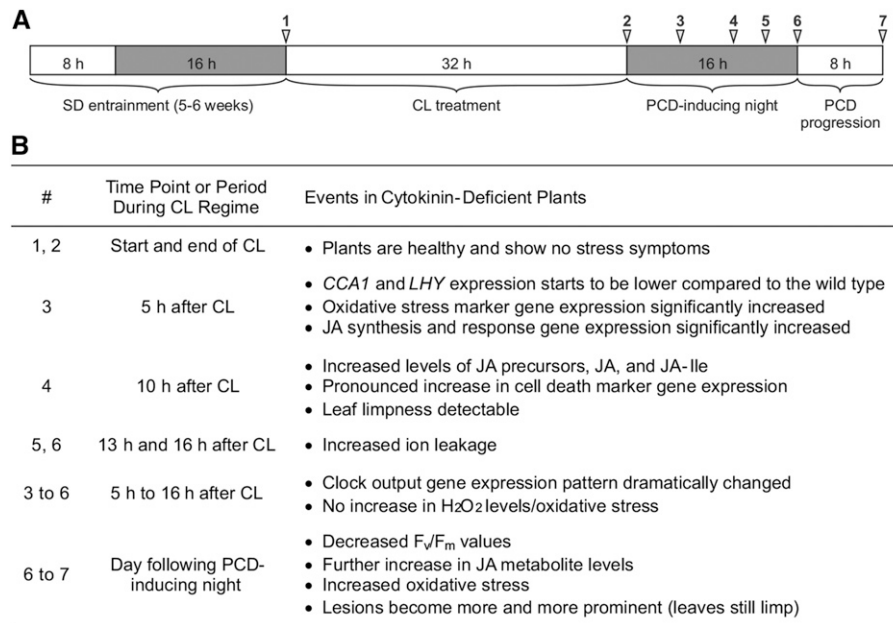 A
1 2 3 4 5 6 7
8 h 16 h 32 h 16 h 8 h
SD entrainment (5-6 weeks) CL treatment PCD-inducing night PCD
progression
B
# Time Point or Period
During CL Regime Events in Cytokinin-Deficient Plants
1, 2 Start and end of CL • Plants are healthy and show no stress symptoms
• CCA1 and LHY expression starts to be lower compared to the wild type
3 5 h after CL • Oxidative stress marker gene expression significantly increased
• JA synthesis and response gene expression significantly increased
• Increased levels of JA precursors, JA, and JA-Ile
4 10 h after CL • Pronounced increase in cell death marker gene expression
• Leaf limpness detectable
5, 6 13 h and 16 h after CL • Increased ion leakage
3 to 6 5 h to 16 h after CL • Clock output gene expression pattern dramatically changed
• No increase in H2O2 levels/oxidative stress
• Decreased Fv/Fm values
6 to 7 Day following PCD-
inducing night • Further increase in JA metabolite levels
• Increased oxidative stress
• Lesions become more and more prominent (leaves still limp)